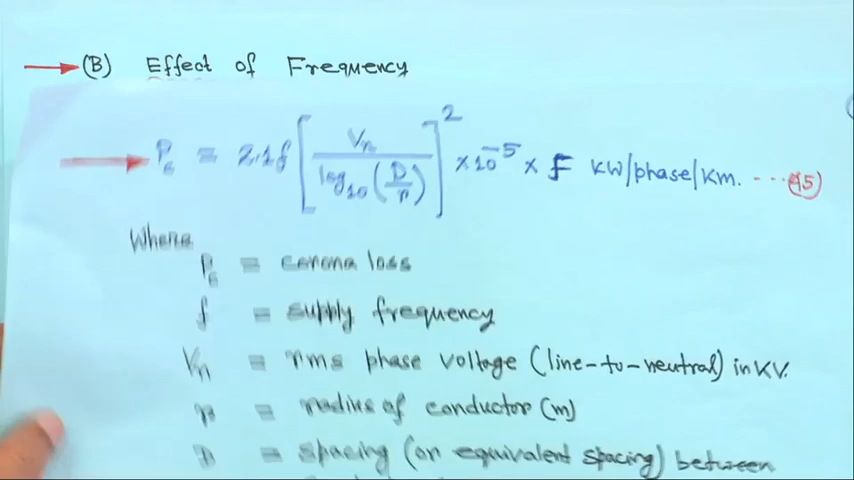 (B) Effect of Frequency
Pc = 2.1f [ Vn / log10 (D/r) ]^2 × 10^-5 × F kW/phase/km. ---- (45)
Where
Pc = corona loss
f = supply frequency
Vn = rms phase voltage (line-to-neutral) in KV.
r = radius of conductor (m)
D = spacing (or equivalent spacing) between